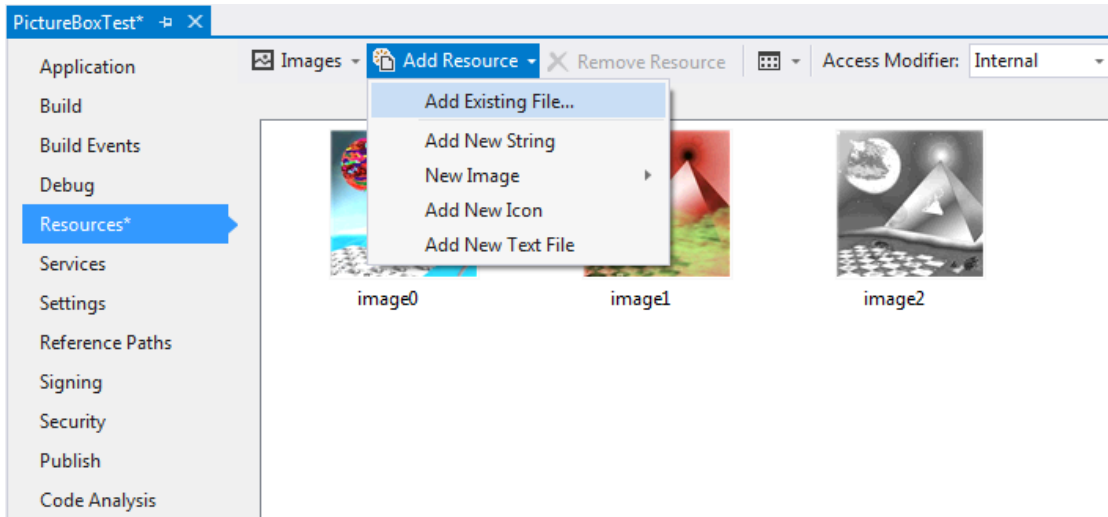 PictureBoxTest*
Images Add Resource Remove Resource Access Modifier: Internal
Application
Build
Build Events
Debug
Resources*
Services
Settings
Reference Paths
Signing
Security
Publish
Code Analysis
Add Existing File...
Add New String
New Image
Add New Icon
Add New Text File
image0 image1 image2